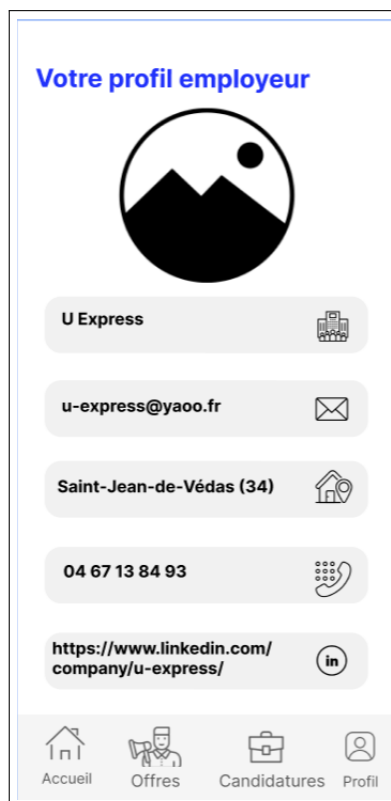 Votre profil employeur
U Express
u-express@yaoo.fr
Saint-Jean-de-Védas (34)
04 67 13 84 93
https://www.linkedin.com/
company/u-express/
in
Accueil
Offres
Candidatures
Profil